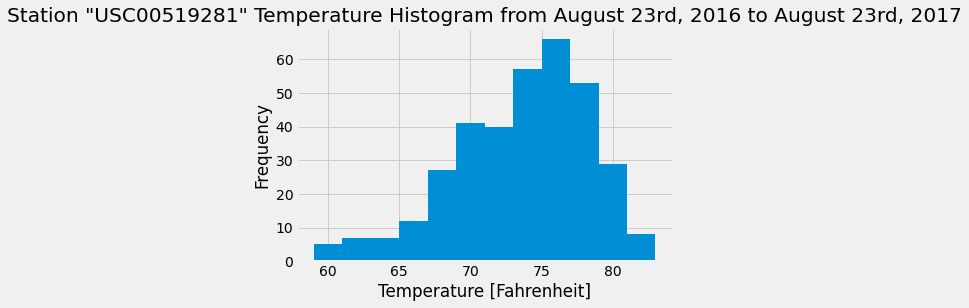 Station "USC00519281" Temperature Histogram from August 23rd, 2016 to August 23rd, 2017
60
50
40
30
20
10
0
Frequency
60 65 70 75 80
Temperature [Fahrenheit]